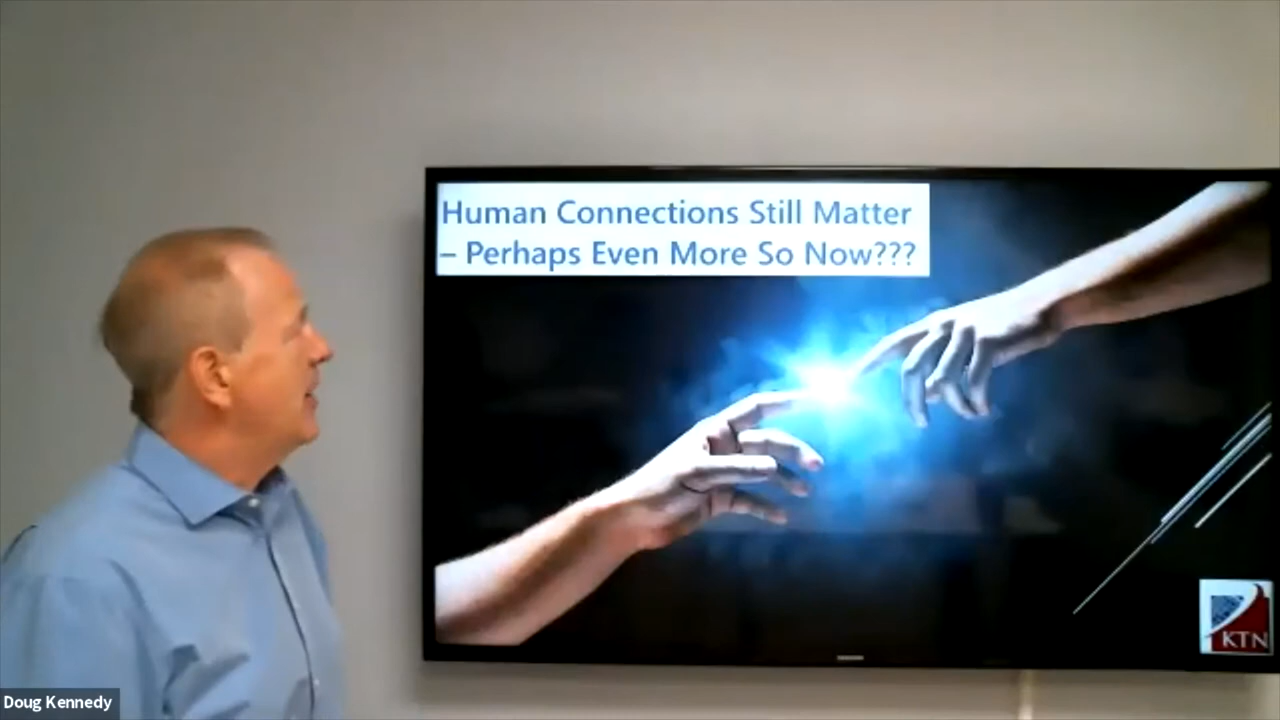 Human Connections Still Matter
– Perhaps Even More So Now???
KTN
Doug Kennedy